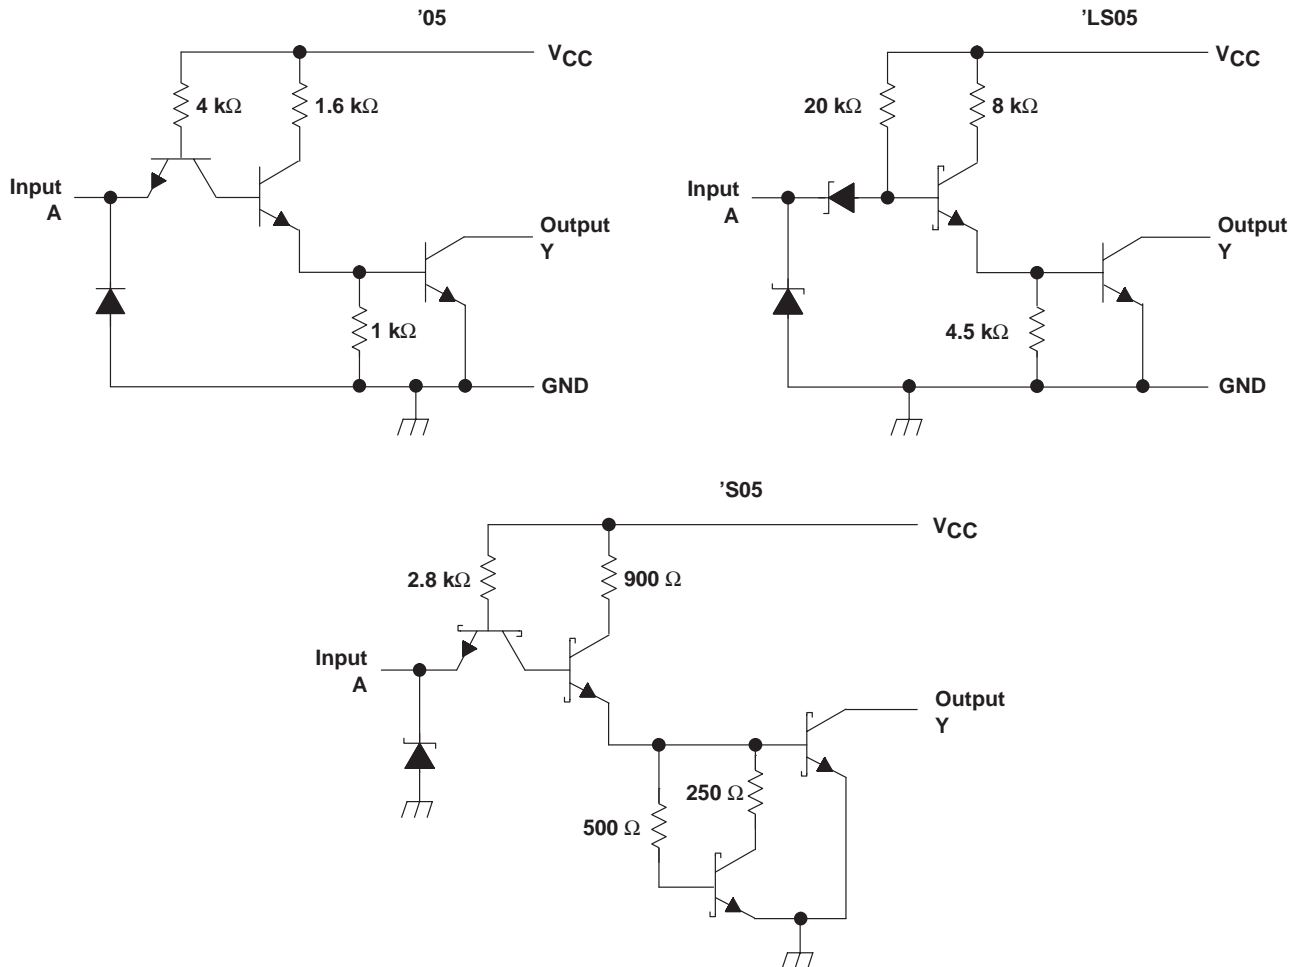 ’05
VCC
4 kΩ
1.6 kΩ
Input
A
Output
Y
1 kΩ
GND
’LS05
VCC
20 kΩ
8 kΩ
Input
A
Output
Y
4.5 kΩ
GND
’S05
VCC
2.8 kΩ
900 Ω
Input
A
Output
Y
250 Ω
500 Ω